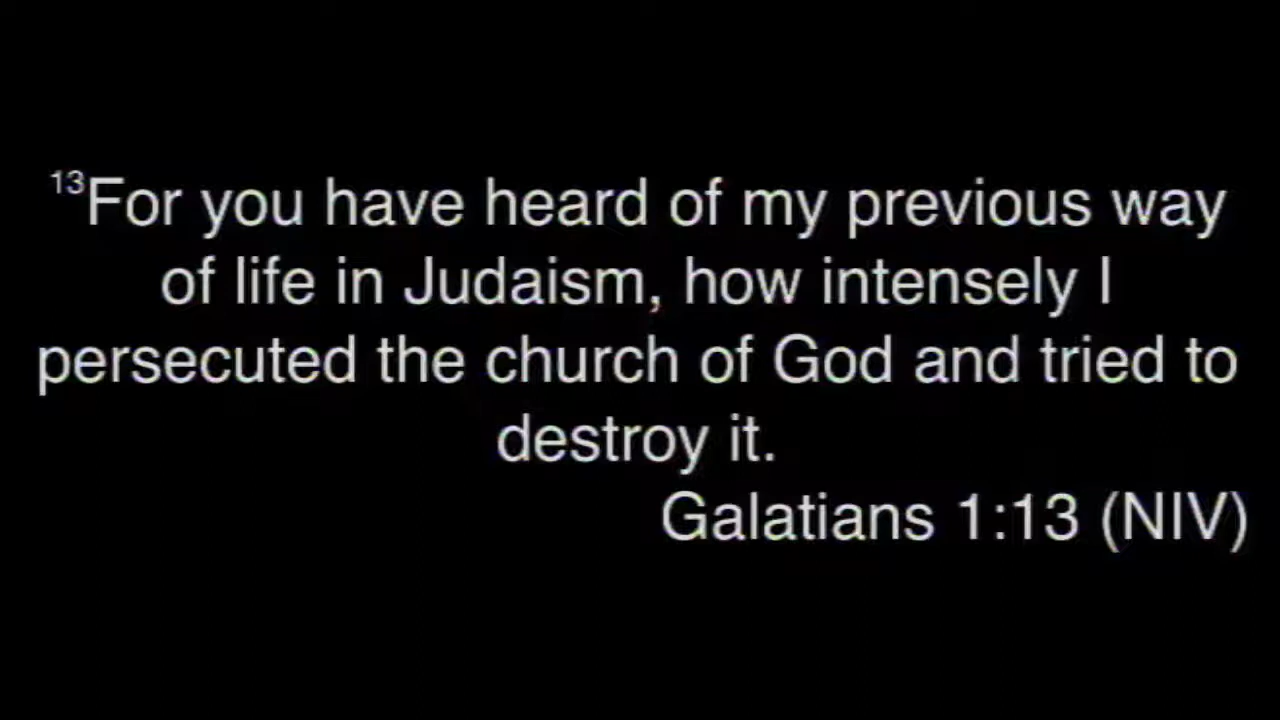 ¹³For you have heard of my previous way
of life in Judaism, how intensely I
persecuted the church of God and tried to
destroy it.
Galatians 1:13 (NIV)